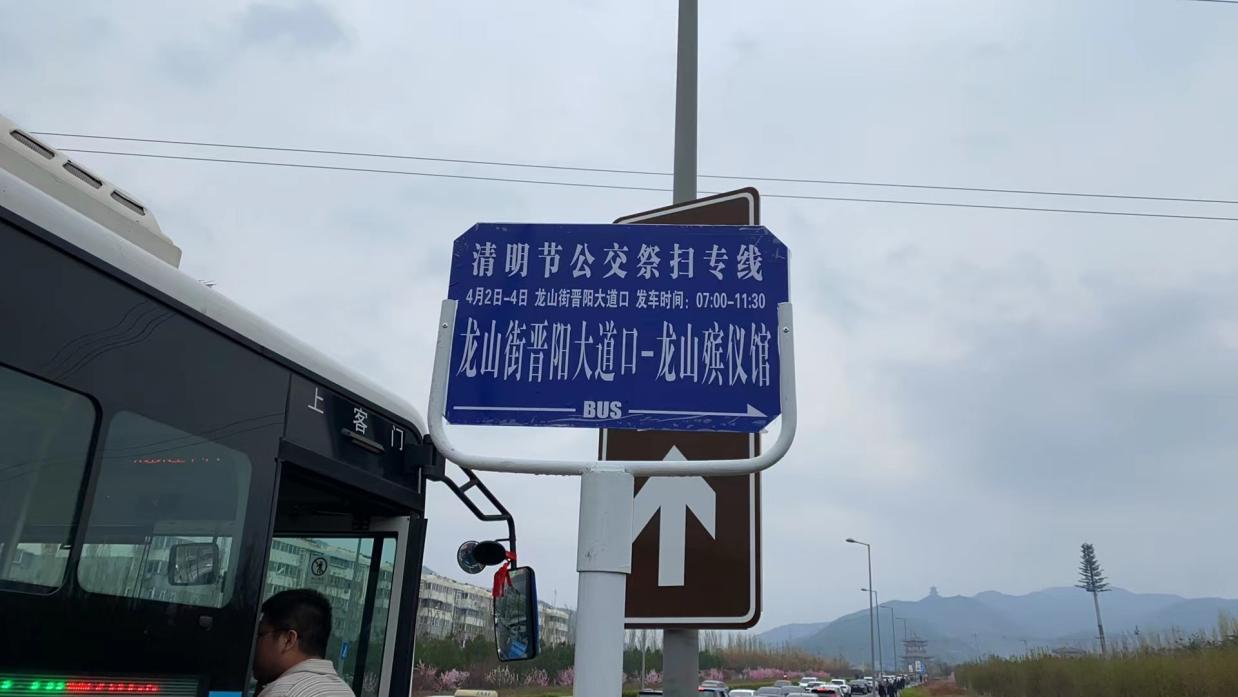 清明节公交祭扫专线
4月2日-4日 龙山街晋阳大道口 发车时间：07:00-11:30
龙山街晋阳大道口-龙山殡仪馆
BUS
上客门